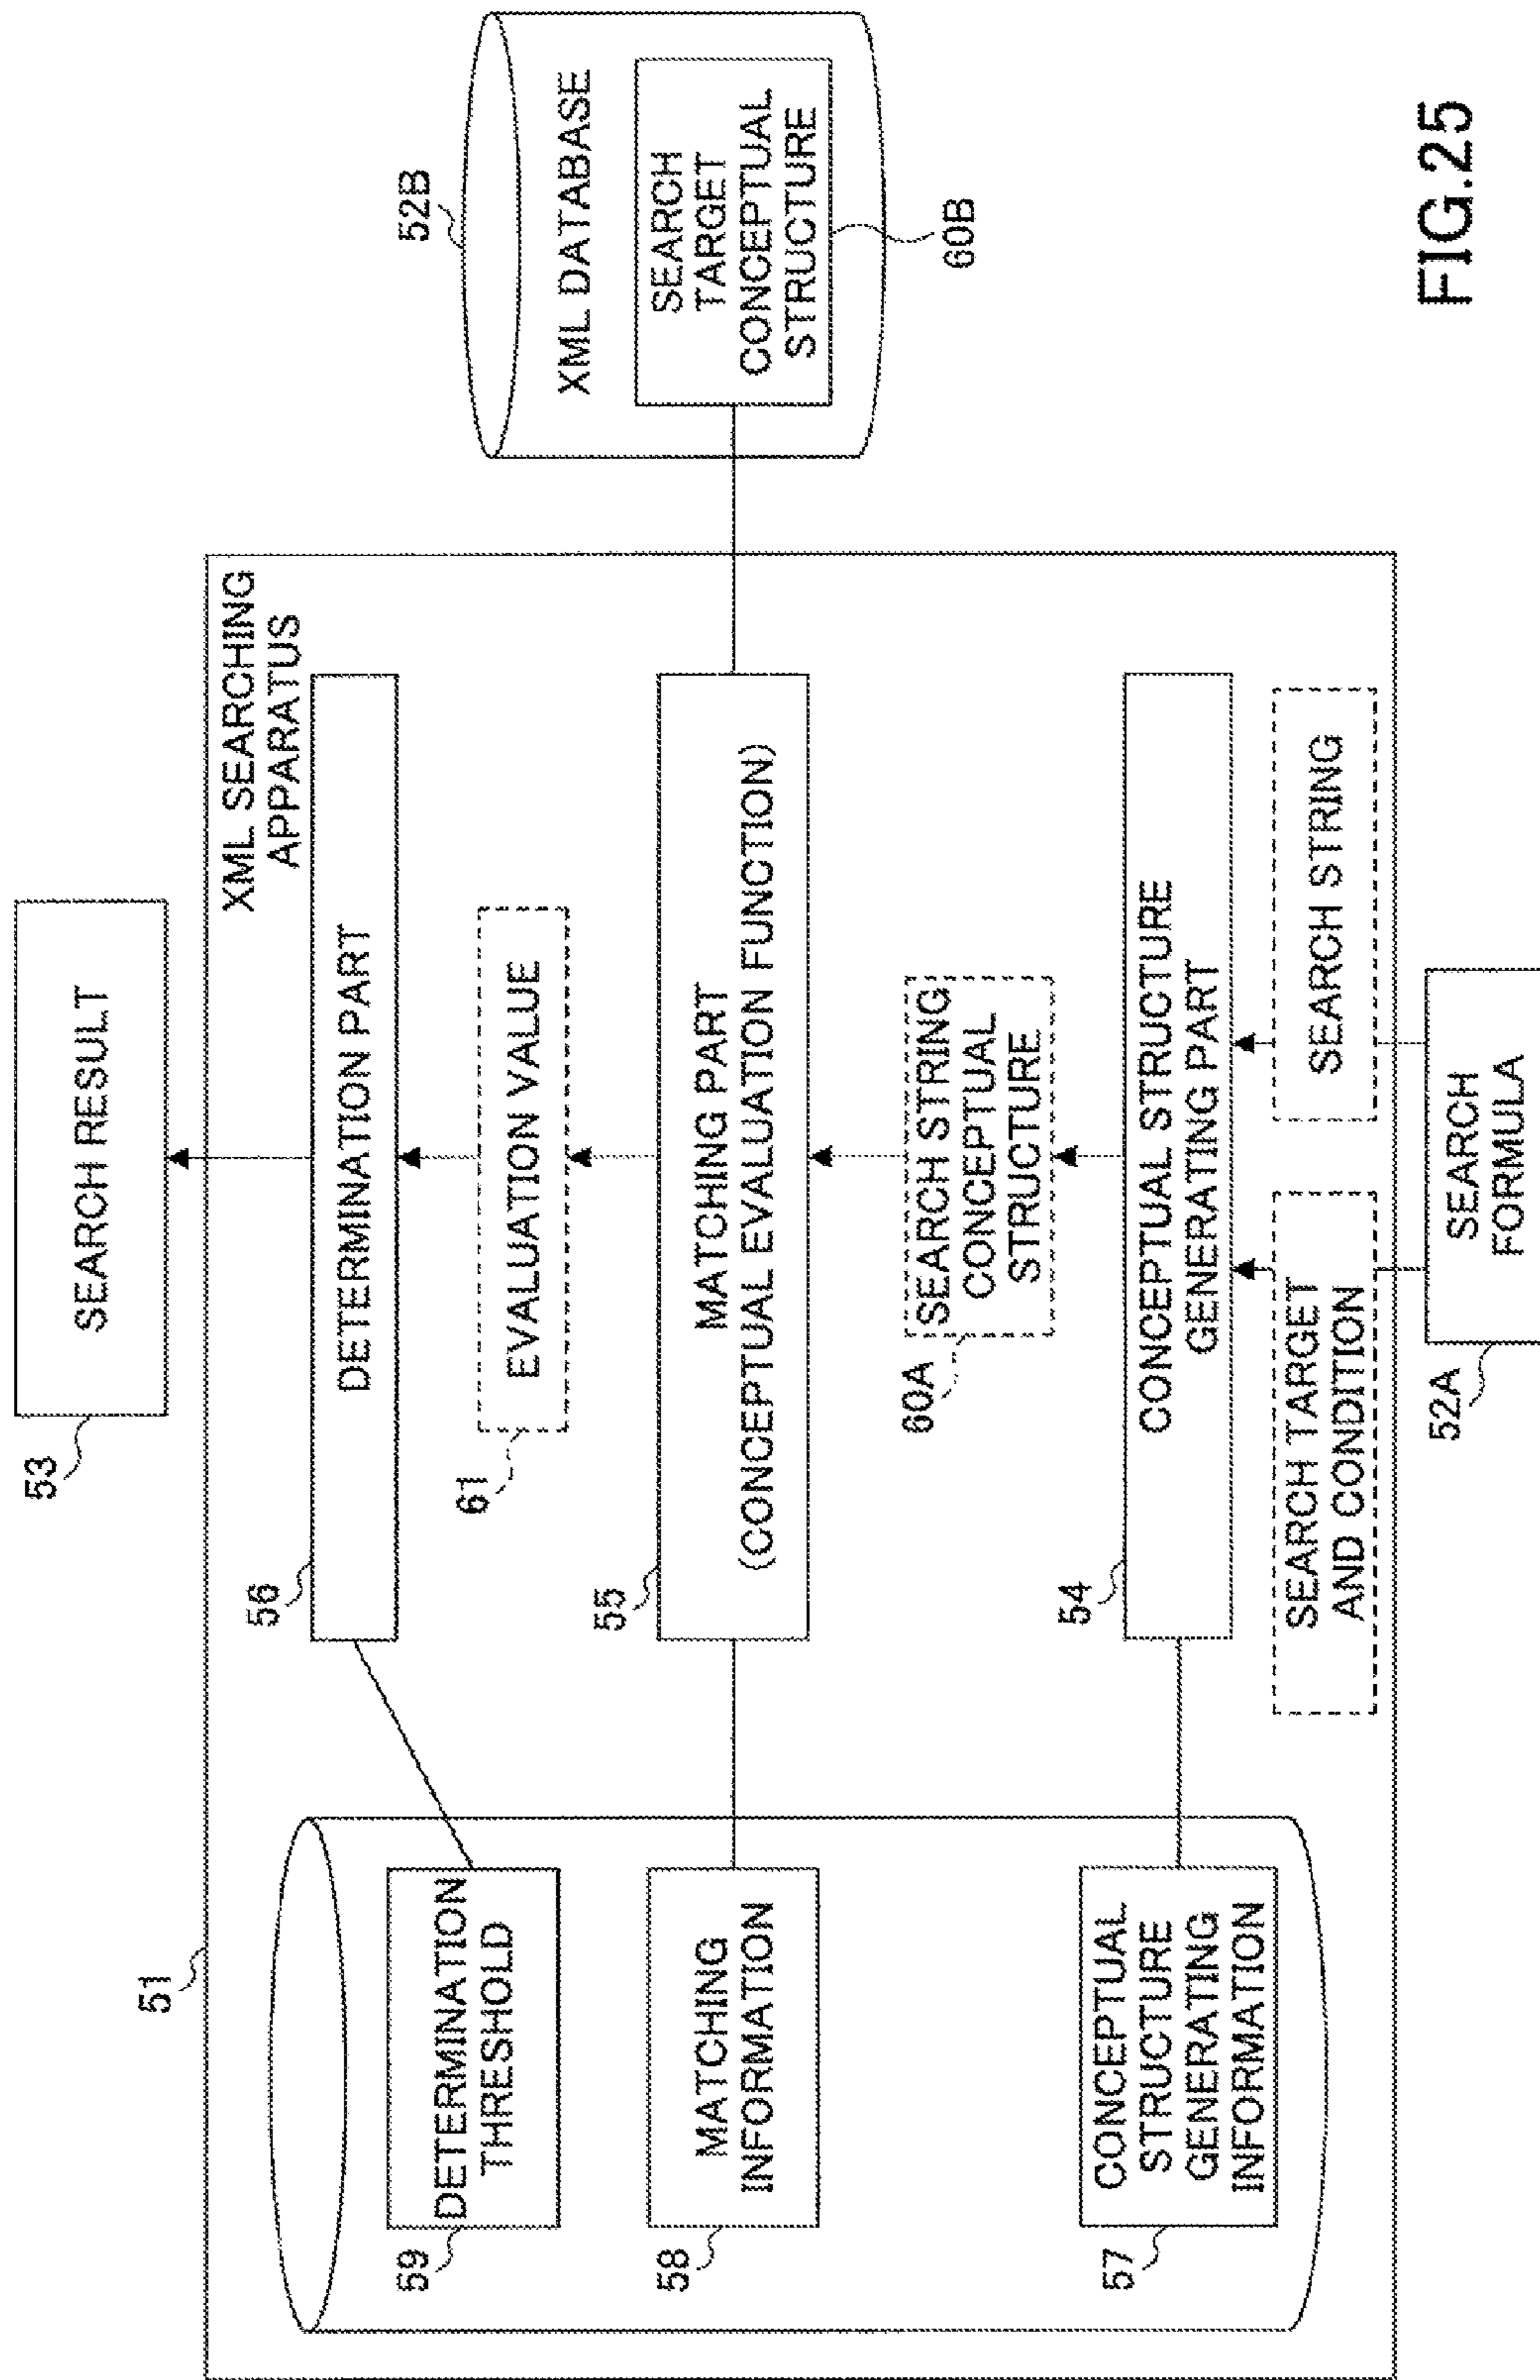 53
SEARCH RESULT
51
XML SEARCHING
APPARATUS
56
DETERMINATION PART
59
DETERMINATION
THRESHOLD
61
EVALUATION VALUE
52B
XML DATABASE
SEARCH
TARGET
CONCEPTUAL
STRUCTURE
60B
55
MATCHING PART
(CONCEPTUAL EVALUATION FUNCTION)
58
MATCHING
INFORMATION
60A
SEARCH STRING
CONCEPTUAL
STRUCTURE
54
CONCEPTUAL STRUCTURE
GENERATING PART
57
CONCEPTUAL
STRUCTURE
GENERATING
INFORMATION
SEARCH TARGET
AND CONDITION
SEARCH STRING
52A
SEARCH
FORMULA
FIG.25